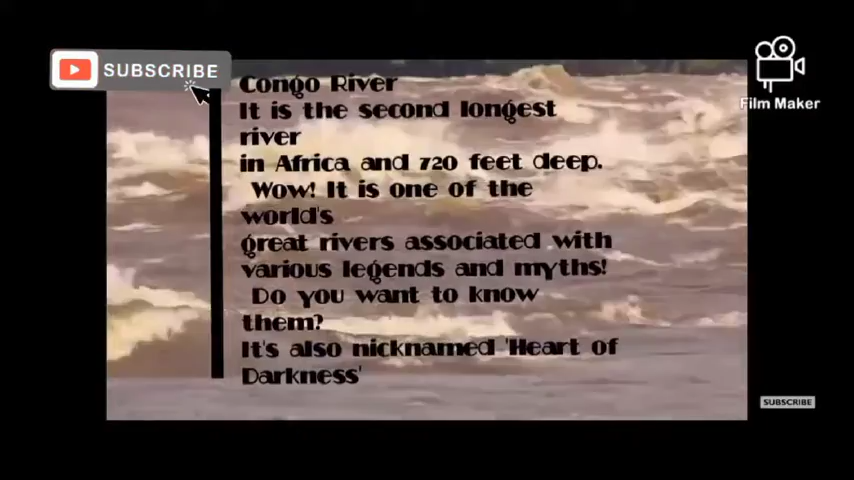 SUBSCRIBE
Film Maker
Congo River
It is the second longest
river
in Africa and 720 feet deep.
Wow! It is one of the
world's
great rivers associated with
various legends and myths!
Do you want to know
them?
It's also nicknamed 'Heart of
Darkness'
SUBSCRIBE